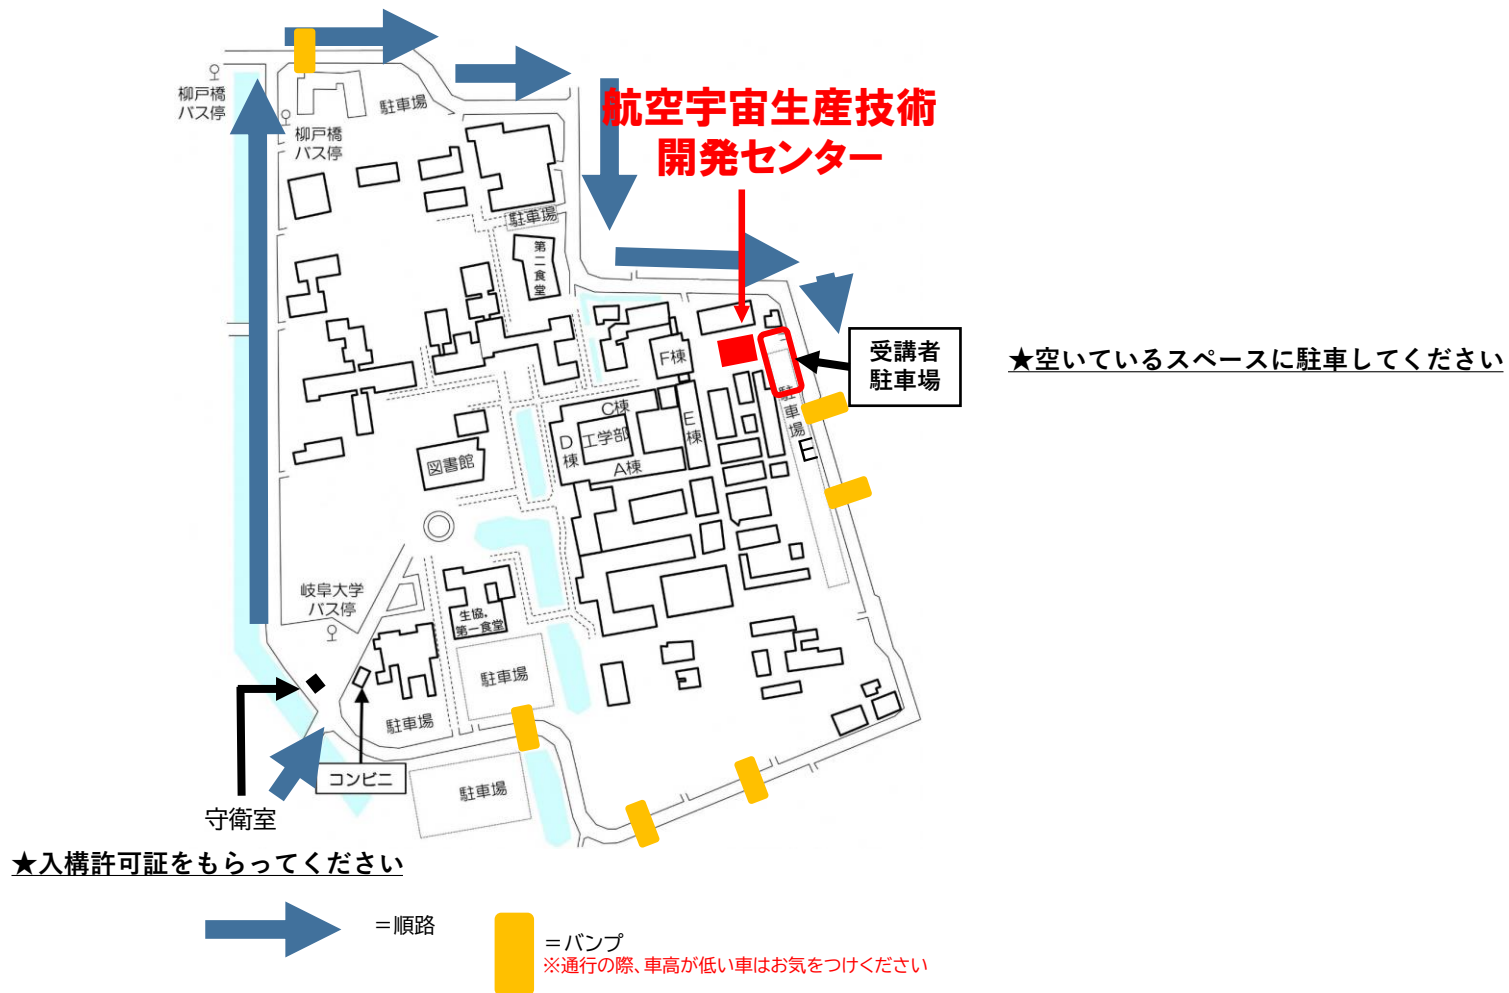 柳戸橋
バス停
柳戸橋
バス停
駐車場
航空宇宙生産技術
開発センター
駐車場
第二食堂
F棟
受講者
駐車場
★空いているスペースに駐車してください
駐車場
C棟
E棟
D棟
工学部
A棟
図書館
岐阜大学
バス停
生協,
第一食堂
駐車場
駐車場
コンビニ
駐車場
守衛室
★入構許可証をもらってください
=順路
=バンプ
※通行の際、車高が低い車はお気をつけください